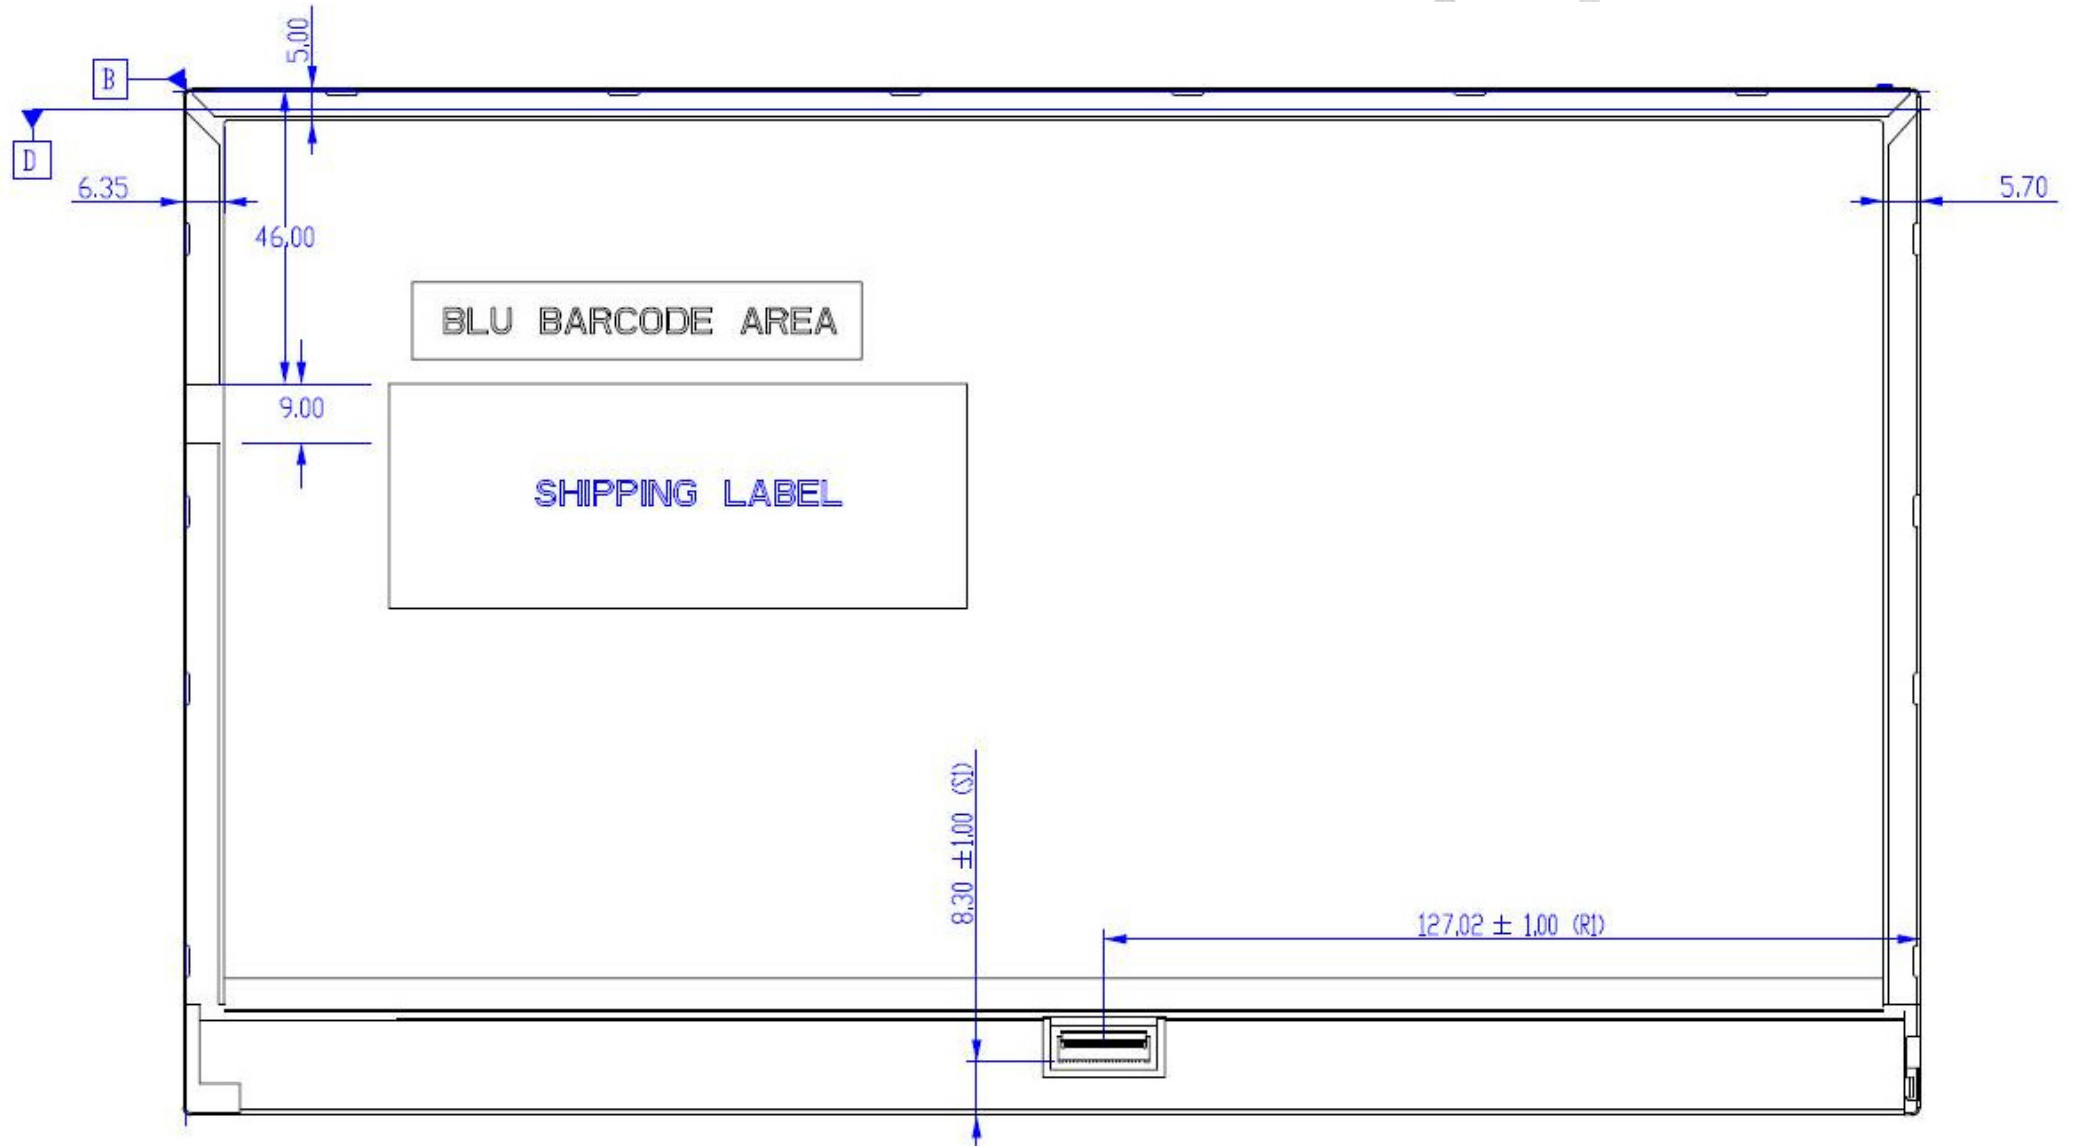 5.00
B
D
6.35
5.70
46.00
BLU BARCODE AREA
9.00
SHIPPING LABEL
8.30 ±1.00 (S1)
127.02 ± 1.00 (R1)